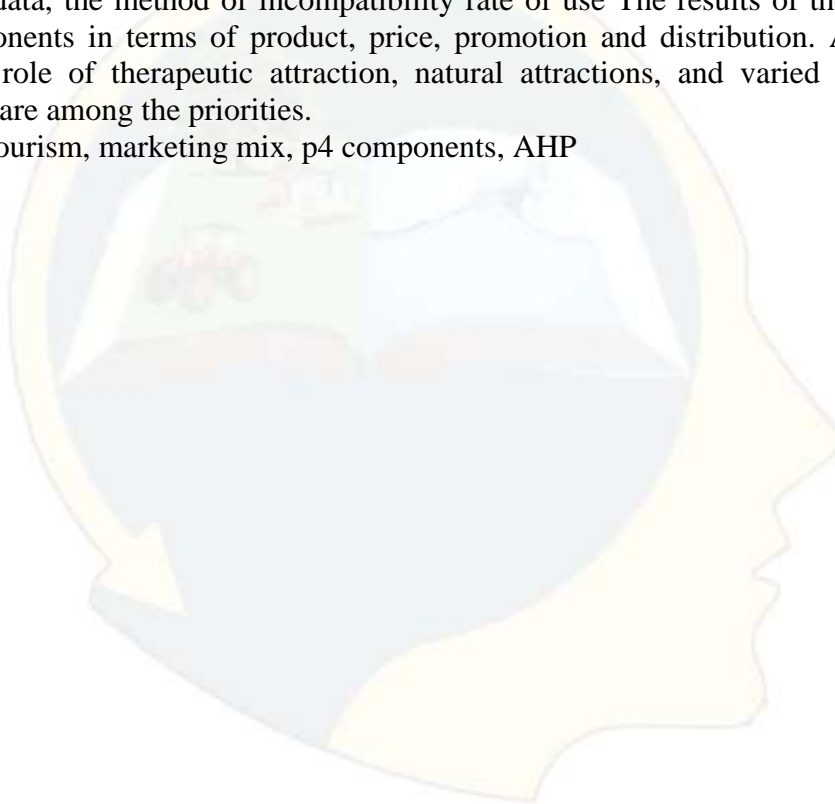 data, the method of incompatibility rate of use The results of th
onents in terms of product, price, promotion and distribution. A
role of therapeutic attraction, natural attractions, and varied
are among the priorities.
ourism, marketing mix, p4 components, AHP